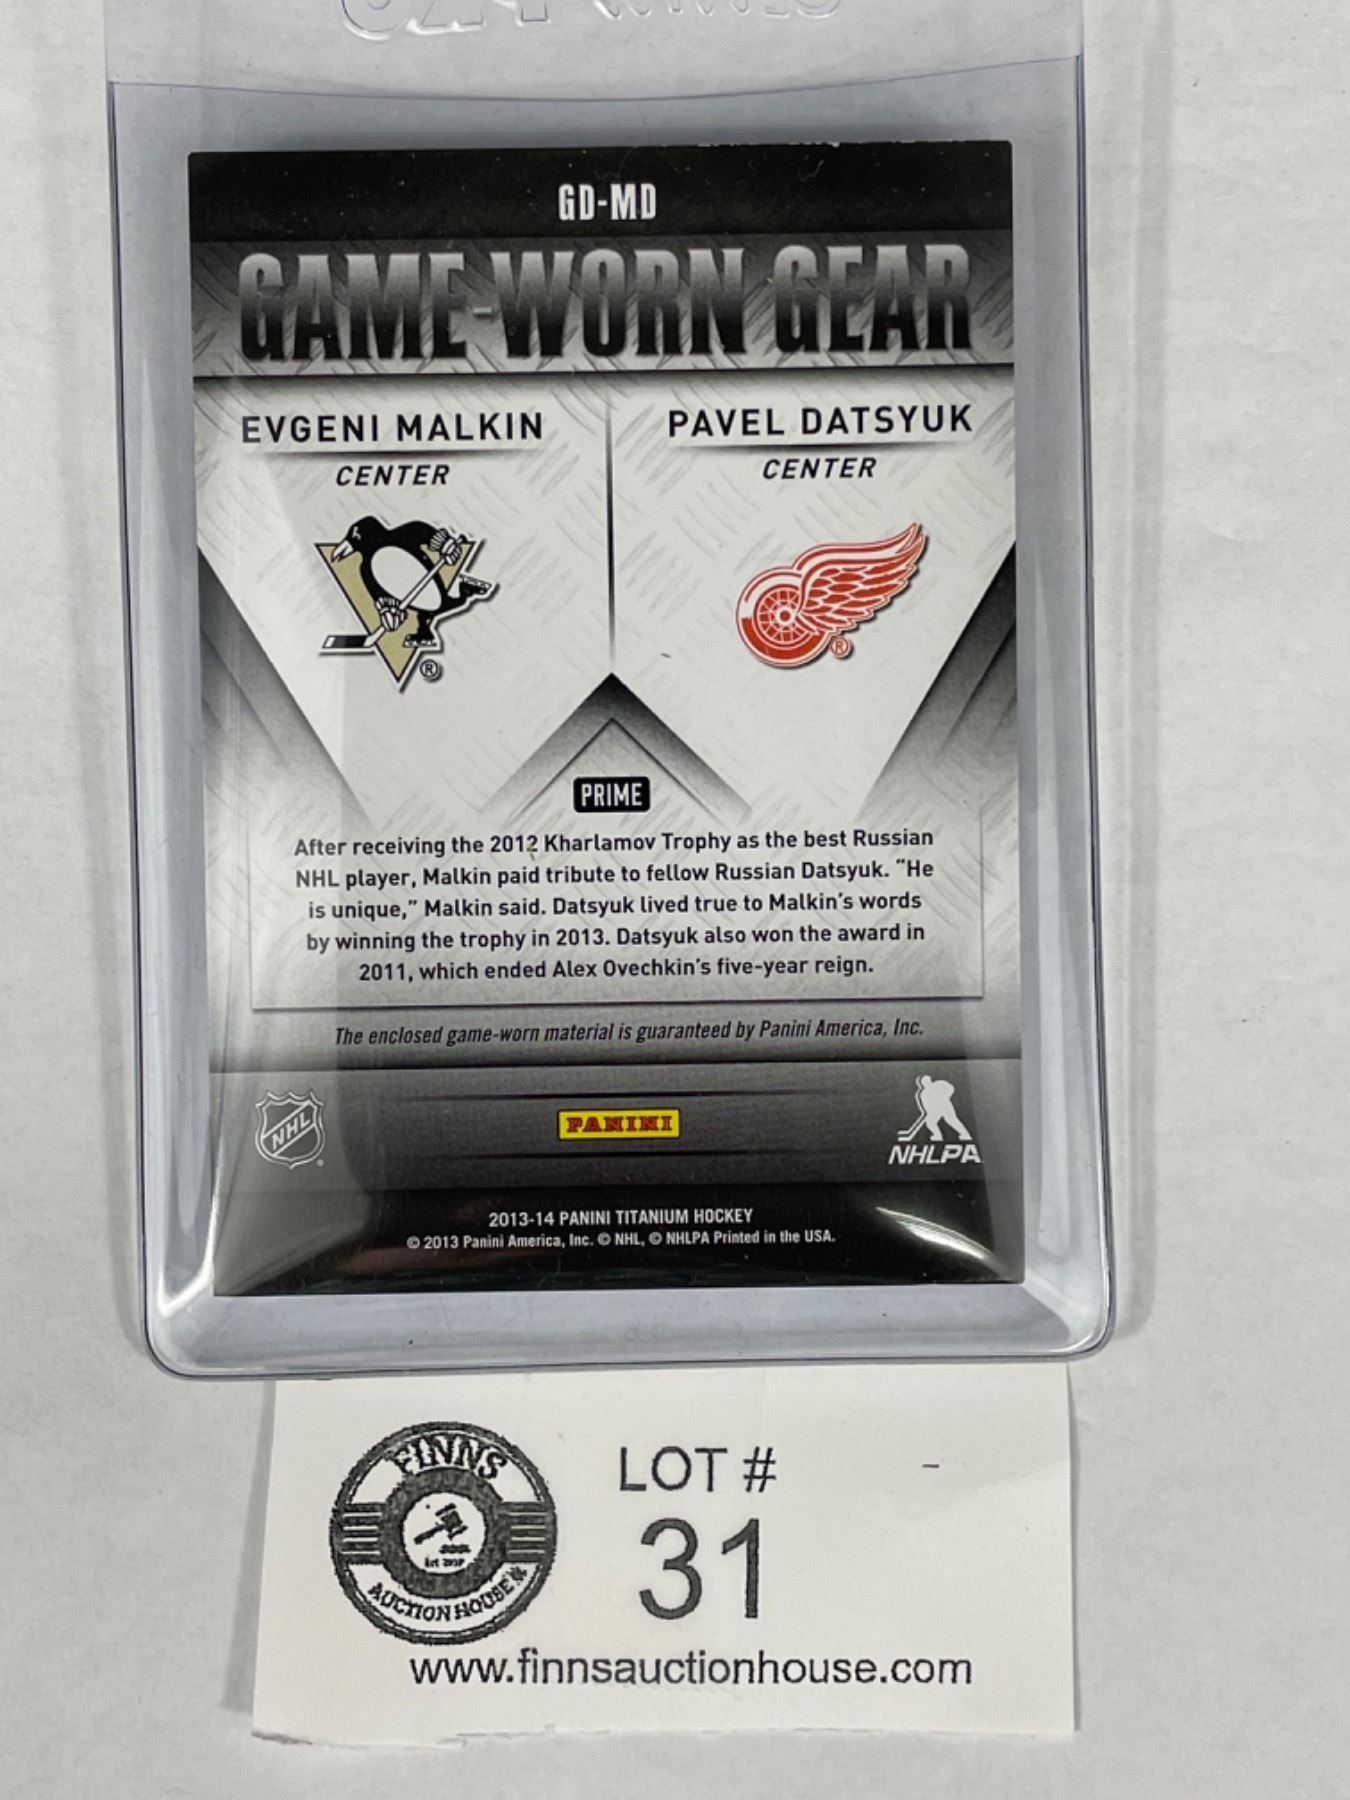 GD-MD
GAME-WORN GEAR
EVGENI MALKIN
CENTER
PAVEL DATSYUK
CENTER
®
®
PRIME
After receiving the 2012 Kharlamov Trophy as the best Russian
NHL player, Malkin paid tribute to fellow Russian Datsyuk. “He
is unique,” Malkin said. Datsyuk lived true to Malkin’s words
by winning the trophy in 2013. Datsyuk also won the award in
2011, which ended Alex Ovechkin’s five-year reign.
The enclosed game-worn material is guaranteed by Panini America, Inc.
NHL
PANINI
NHLPA
2013-14 PANINI TITANIUM HOCKEY
© 2013 Panini America, Inc. © NHL, © NHLPA Printed in the USA.
FINNS
AUCTION HOUSE
LOT #
31
www.finnsauctionhouse.com